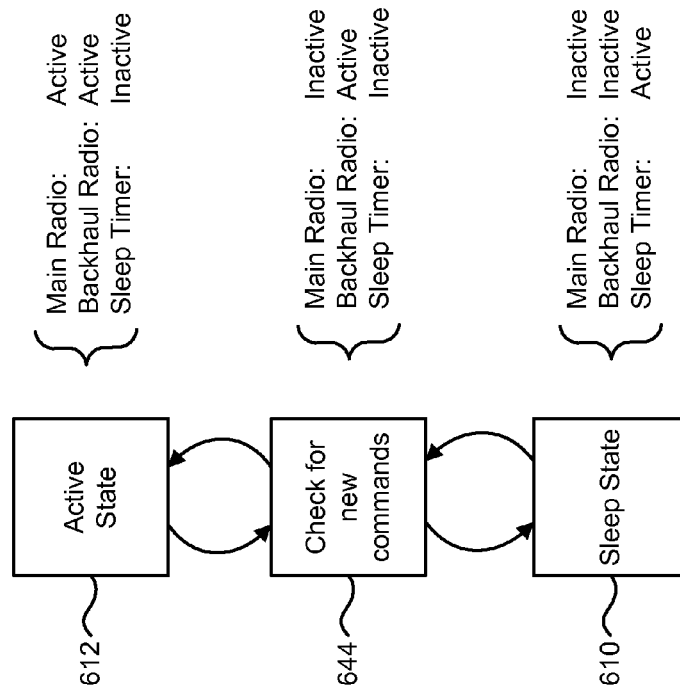 612
Active
State
Main Radio: Active
Backhaul Radio: Active
Sleep Timer: Inactive
644
Check for
new
commands
Main Radio: Inactive
Backhaul Radio: Active
Sleep Timer: Inactive
610
Sleep State
Main Radio: Inactive
Backhaul Radio: Inactive
Sleep Timer: Active